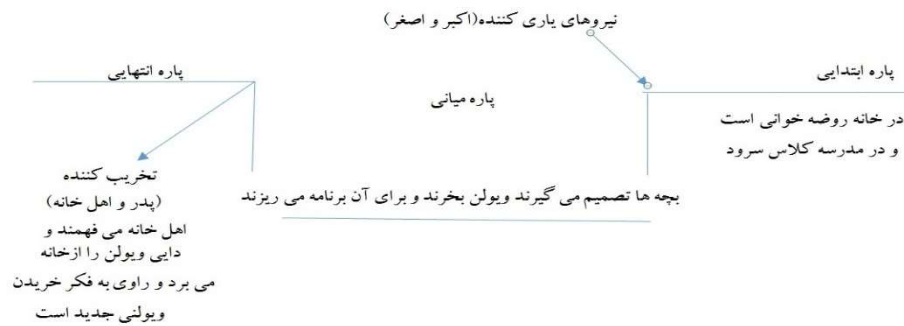 نیروهای یاری کننده(اکبر و اصغر)
پاره ابتدایی
در خانه روضه خوانی است
و در مدرسه کلاس سرود
پاره میانی
بچه ها تصمیم می گیرند ویولن بخرند و برای آن برنامه می ریزند
پاره انتهایی
تخریب کننده
(پدر و اهل خانه)
اهل خانه می فهمند و
دایی ویولن را ازخانه
می برد و راوی به فکر خریدن
ویولنی جدید است